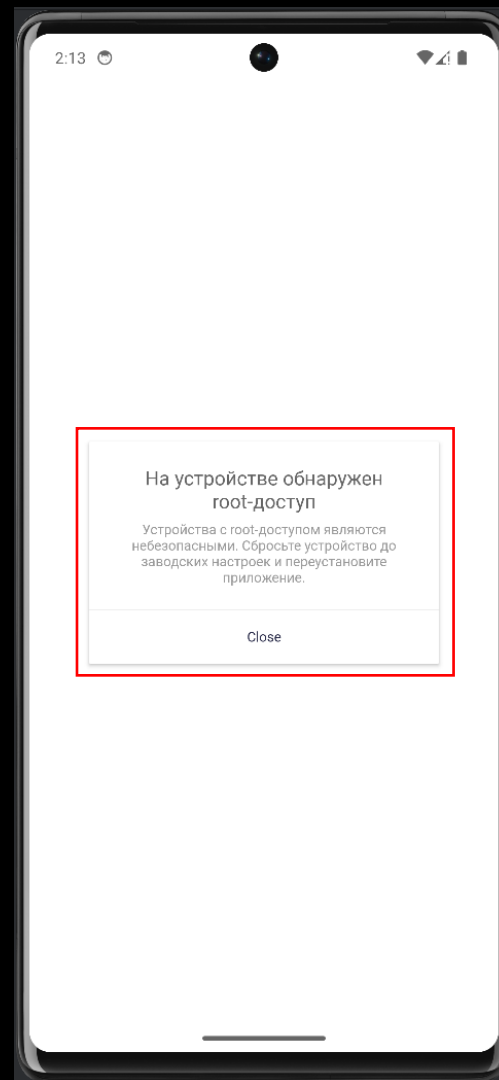 2:13
На устройстве обнаружен
root-доступ
Устройства с root-доступом являются
небезопасными. Сбросьте устройство до
заводских настроек и переустановите
приложение.
Close